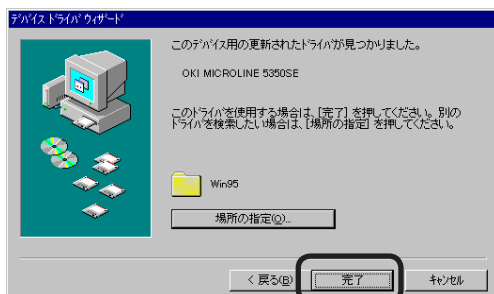 デバイス ドライバ ウィザード
このデバイス用の更新されたドライバが見つかりました。
OKI MICROLINE 5350SE
このドライバを使用する場合は、[完了] を押してください。別の
ドライバを検索したい場合は、[場所の指定] を押してください。
Win95
場所の指定(O)...
< 戻る(B)
完了
キャンセル